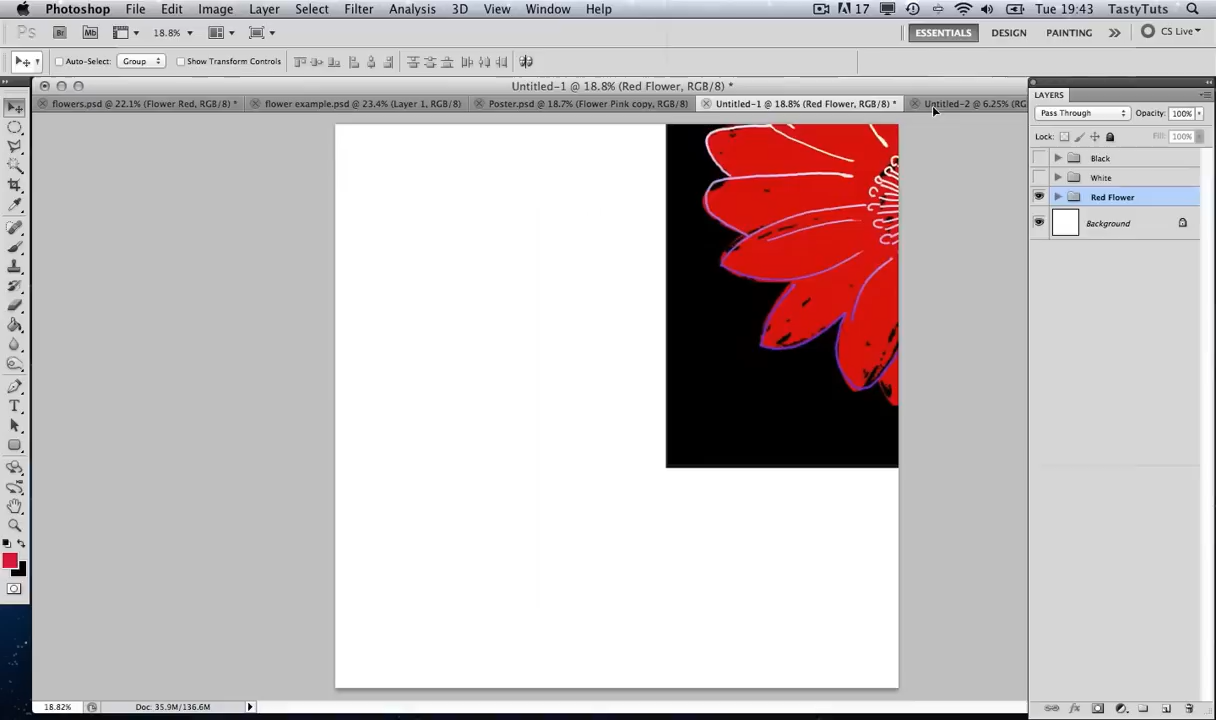 Photoshop File Edit Image Layer Select Filter Analysis 3D View Window Help 17 Tue 19:43 TastyTuts
Ps Br Mb 18.8% ESSENTIALS DESIGN PAINTING CS Live
Auto-Select: Group Show Transform Controls
Untitled-1 @ 18.8% (Red Flower, RGB/8) *
flowers.psd @ 22.1% (Flower Red, RGB/8) * flower example.psd @ 23.4% (Layer 1, RGB/8) Poster.psd @ 18.7% (Flower Pink copy, RGB/8) Untitled-1 @ 18.8% (Red Flower, RGB/8) * Untitled-2 @ 6.25% (RG
LAYERS
Pass Through Opacity: 100%
Lock: Fill: 100%
Black
White
Red Flower
Background
18.82% Doc: 35.9M/136.6M